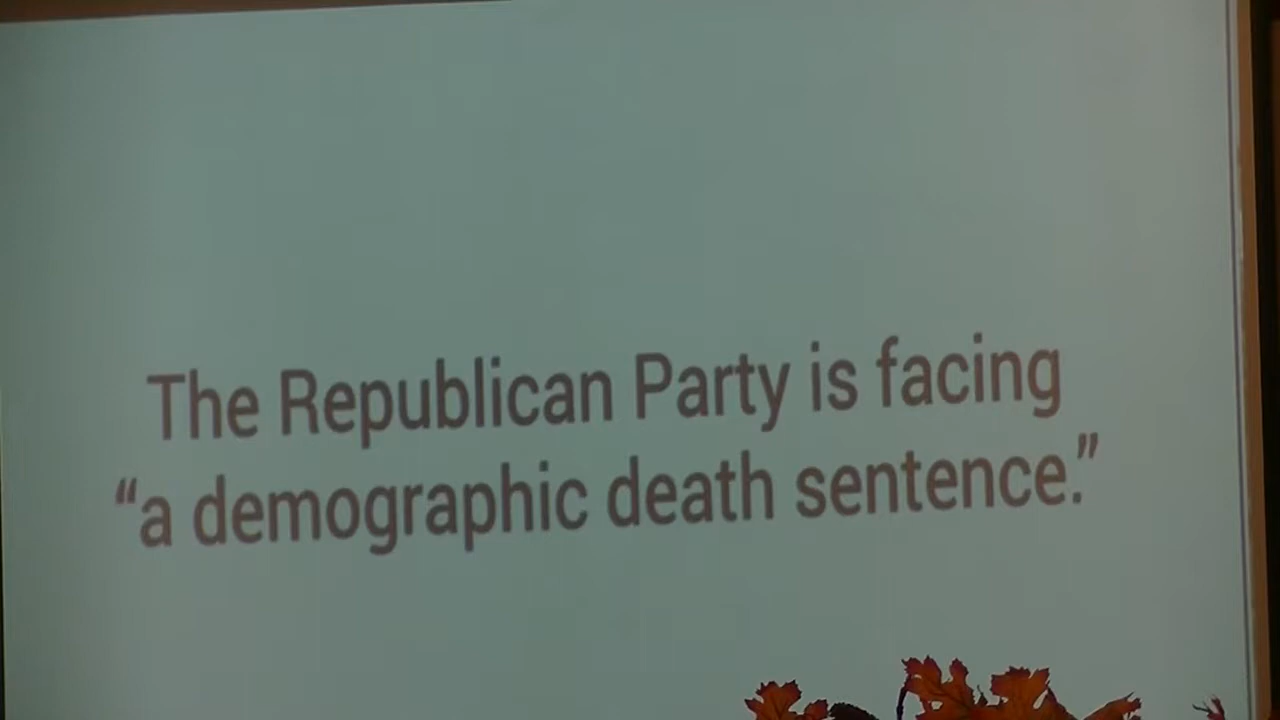 The Republican Party is facing
“a demographic death sentence.”